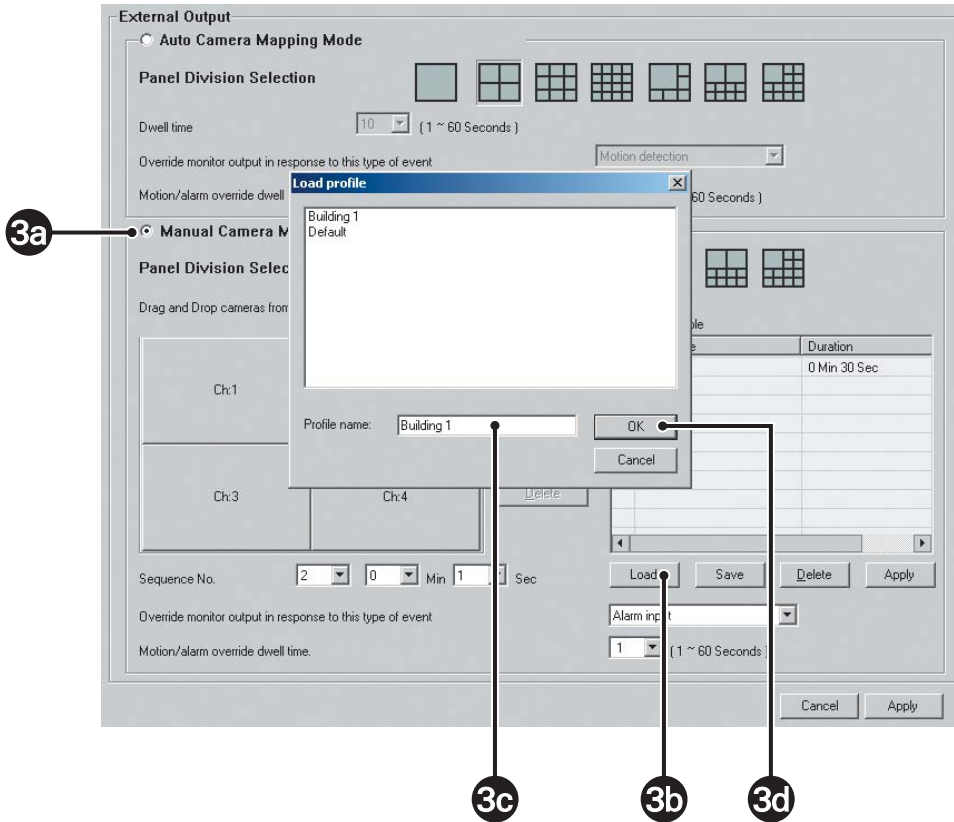 External Output
Auto Camera Mapping Mode
Panel Division Selection
Dwell time 10 ( 1 ~ 60 Seconds )
Override monitor output in response to this type of event Motion detection
Motion/alarm override dwell 60 Seconds )
Load profile
Building 1
Default
Profile name: Building 1 OK
Cancel
3a
Manual Camera M
Panel Division Selec
Drag and Drop cameras from
Duration
0 Min 30 Sec
Ch:1
Ch:3 Ch:4 Delete
Sequence No. 2 0 Min 1 Sec
Load Save Delete Apply
Override monitor output in response to this type of event Alarm input
Motion/alarm override dwell time. 1 ( 1 ~ 60 Seconds )
Cancel Apply
3c 3b 3d